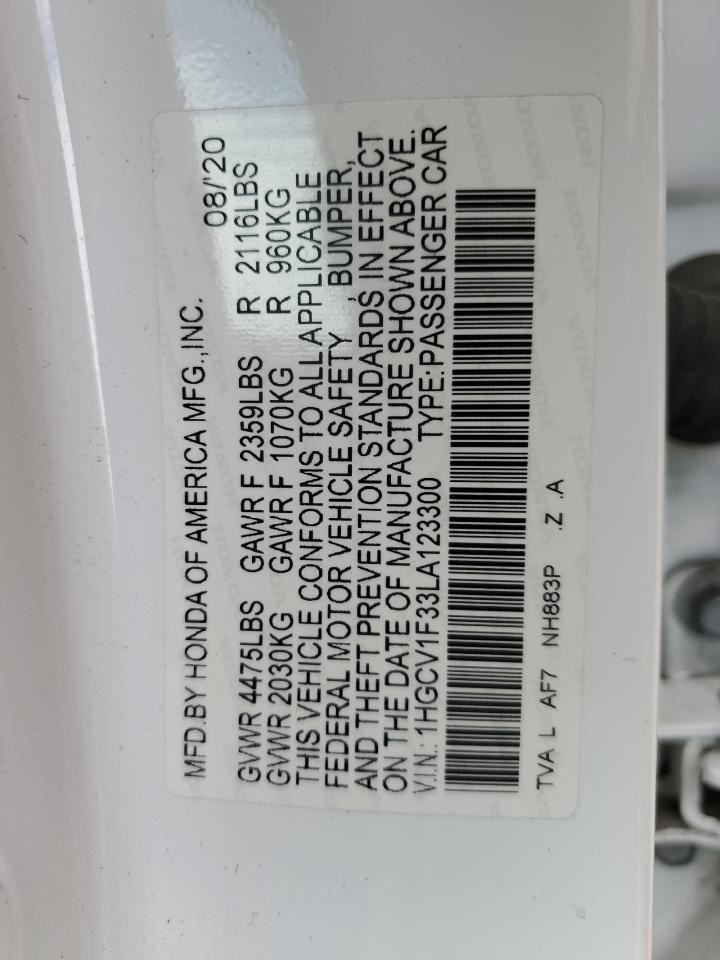 MFD.BY HONDA OF AMERICA MFG.,INC. 08/'20
GVWR 4475LBS GAWR F 2359LBS R 2116LBS
GVWR 2030KG GAWR F 1070KG R 960KG
THIS VEHICLE CONFORMS TO ALL APPLICABLE
FEDERAL MOTOR VEHICLE SAFETY , BUMPER,
AND THEFT PREVENTION STANDARDS IN EFFECT
ON THE DATE OF MANUFACTURE SHOWN ABOVE.
V.I.N.: 1HGCV1F33LA123300 TYPE:PASSENGER CAR
TVA L AF7 NH883P .Z .A